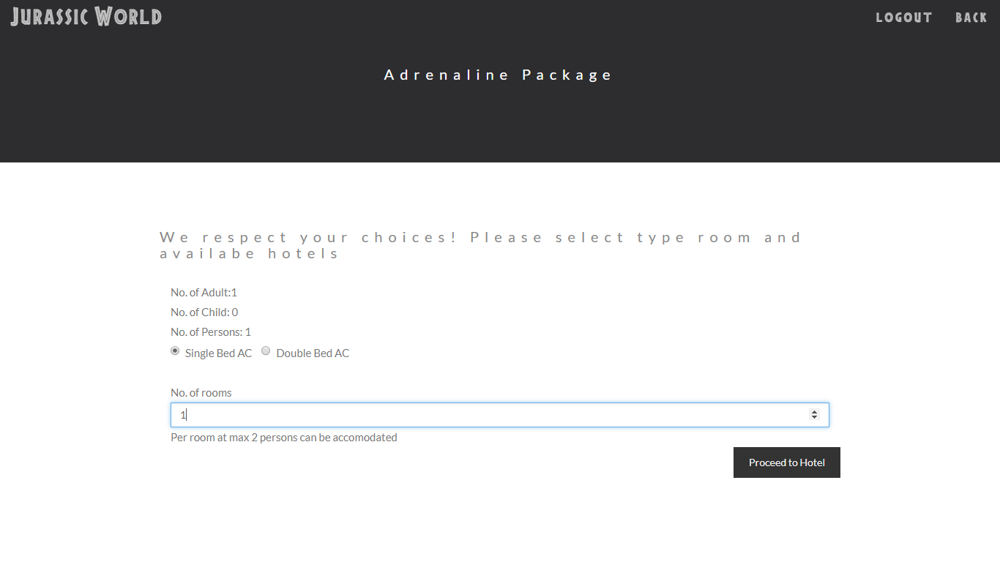 Jurassic World LOGOUT BACK
Adrenaline Package
We respect your choices! Please select type room and
availabe hotels
No. of Adult:1
No. of Child: 0
No. of Persons: 1
Single Bed AC Double Bed AC
No. of rooms
1
Per room at max 2 persons can be accomodated
Proceed to Hotel